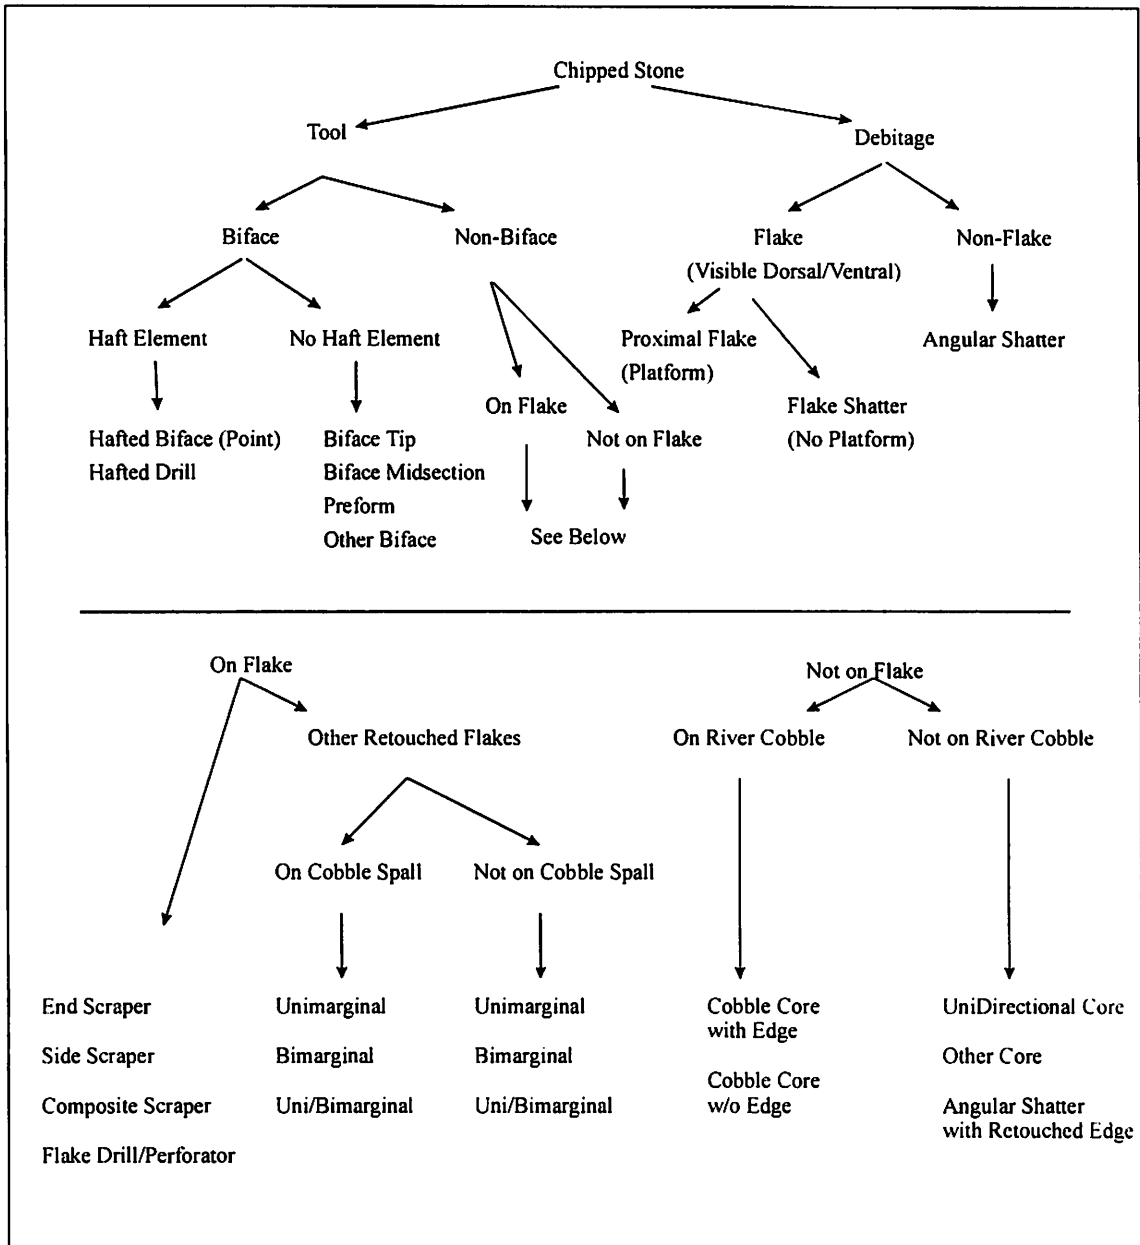 Chipped Stone
Tool
Debitage
Biface
Non-Biface
Flake
(Visible Dorsal/Ventral)
Non-Flake
Haft Element
No Haft Element
Proximal Flake
(Platform)
Angular Shatter
On Flake
Not on Flake
Flake Shatter
(No Platform)
Hafted Biface (Point)
Hafted Drill
Biface Tip
Biface Midsection
Preform
Other Biface
See Below
On Flake
Not on Flake
Other Retouched Flakes
On River Cobble
Not on River Cobble
On Cobble Spall
Not on Cobble Spall
End Scraper
Side Scraper
Composite Scraper
Flake Drill/Perforator
Unimarginal
Bimarginal
Uni/Bimarginal
Unimarginal
Bimarginal
Uni/Bimarginal
Cobble Core
with Edge
Cobble Core
w/o Edge
UniDirectional Core
Other Core
Angular Shatter
with Retouched Edge